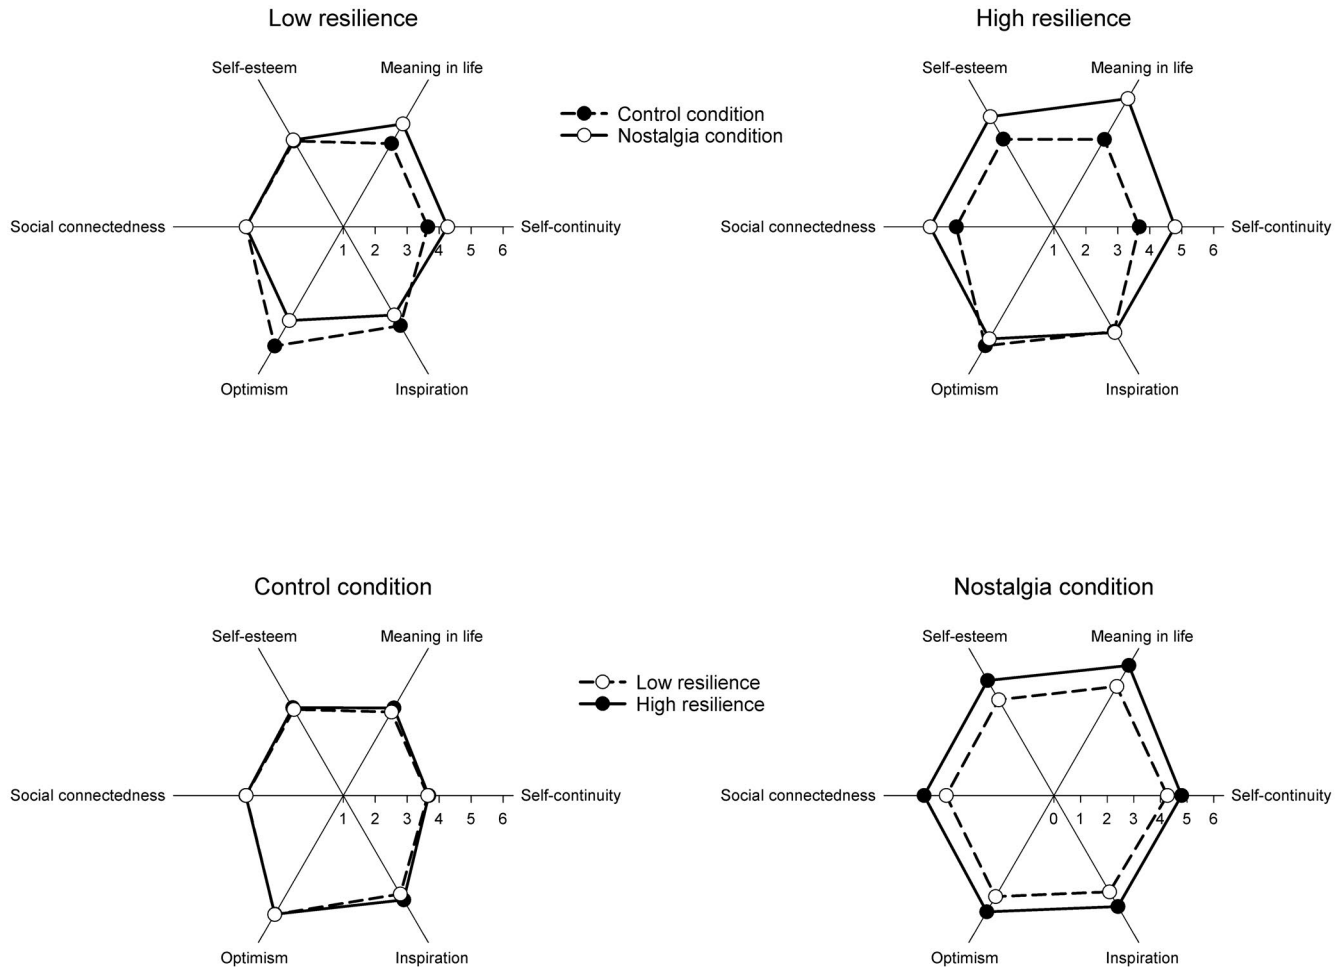 Low resilience
High resilience
Self-esteem
Meaning in life
Self-esteem
Meaning in life
Control condition
Nostalgia condition
Social connectedness
Self-continuity
Social connectedness
Self-continuity
1 2 3 4 5 6
1 2 3 4 5 6
Optimism
Inspiration
Optimism
Inspiration
Control condition
Nostalgia condition
Self-esteem
Meaning in life
Self-esteem
Meaning in life
Low resilience
High resilience
Social connectedness
Self-continuity
Social connectedness
Self-continuity
1 2 3 4 5 6
0 1 2 3 4 5 6
Optimism
Inspiration
Optimism
Inspiration